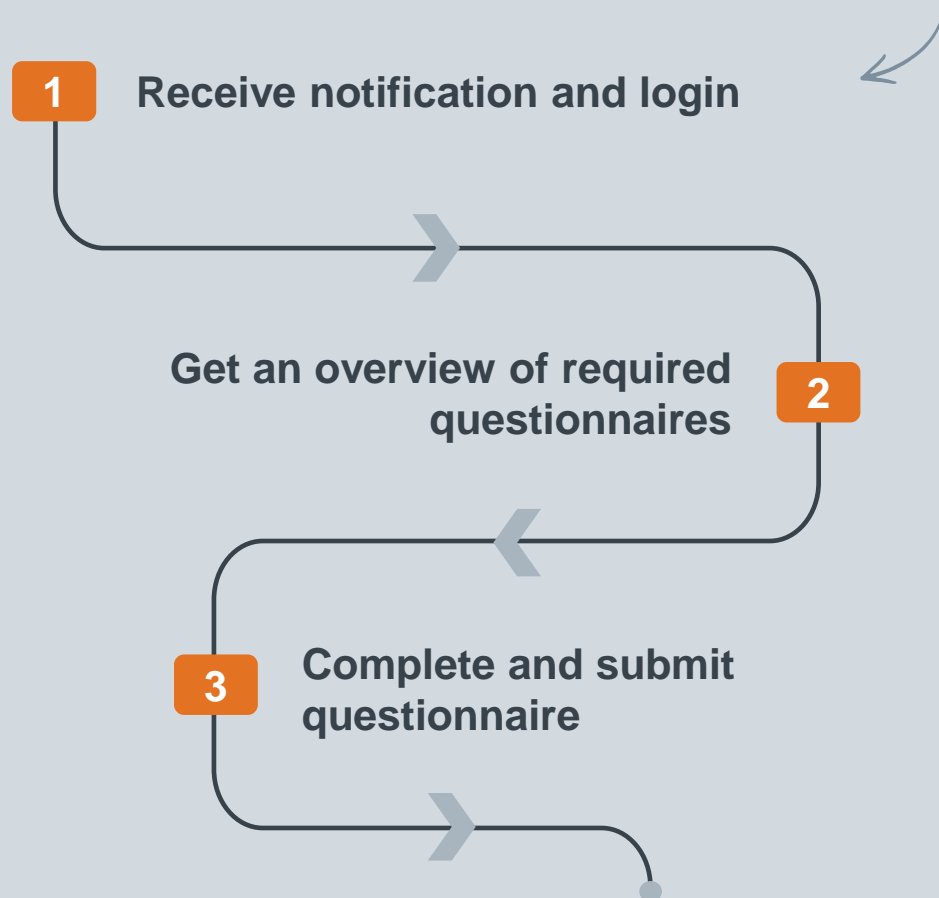 1
Receive notification and login
Get an overview of required
questionnaires
2
3
Complete and submit
questionnaire